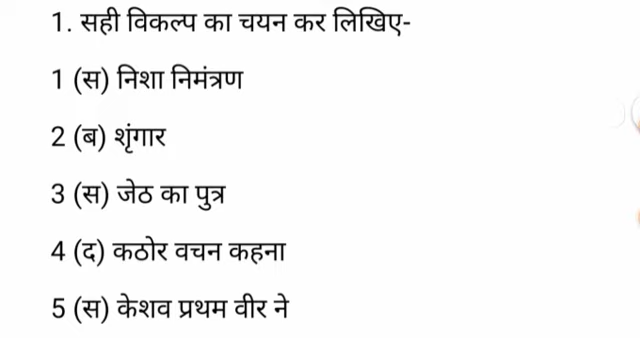 1. सही विकल्प का चयन कर लिखिए-
1 (स) निशा निमंत्रण
2 (ब) शृंगार
3 (स) जेठ का पुत्र
4 (द) कठोर वचन कहना
5 (स) केशव प्रथम वीर ने